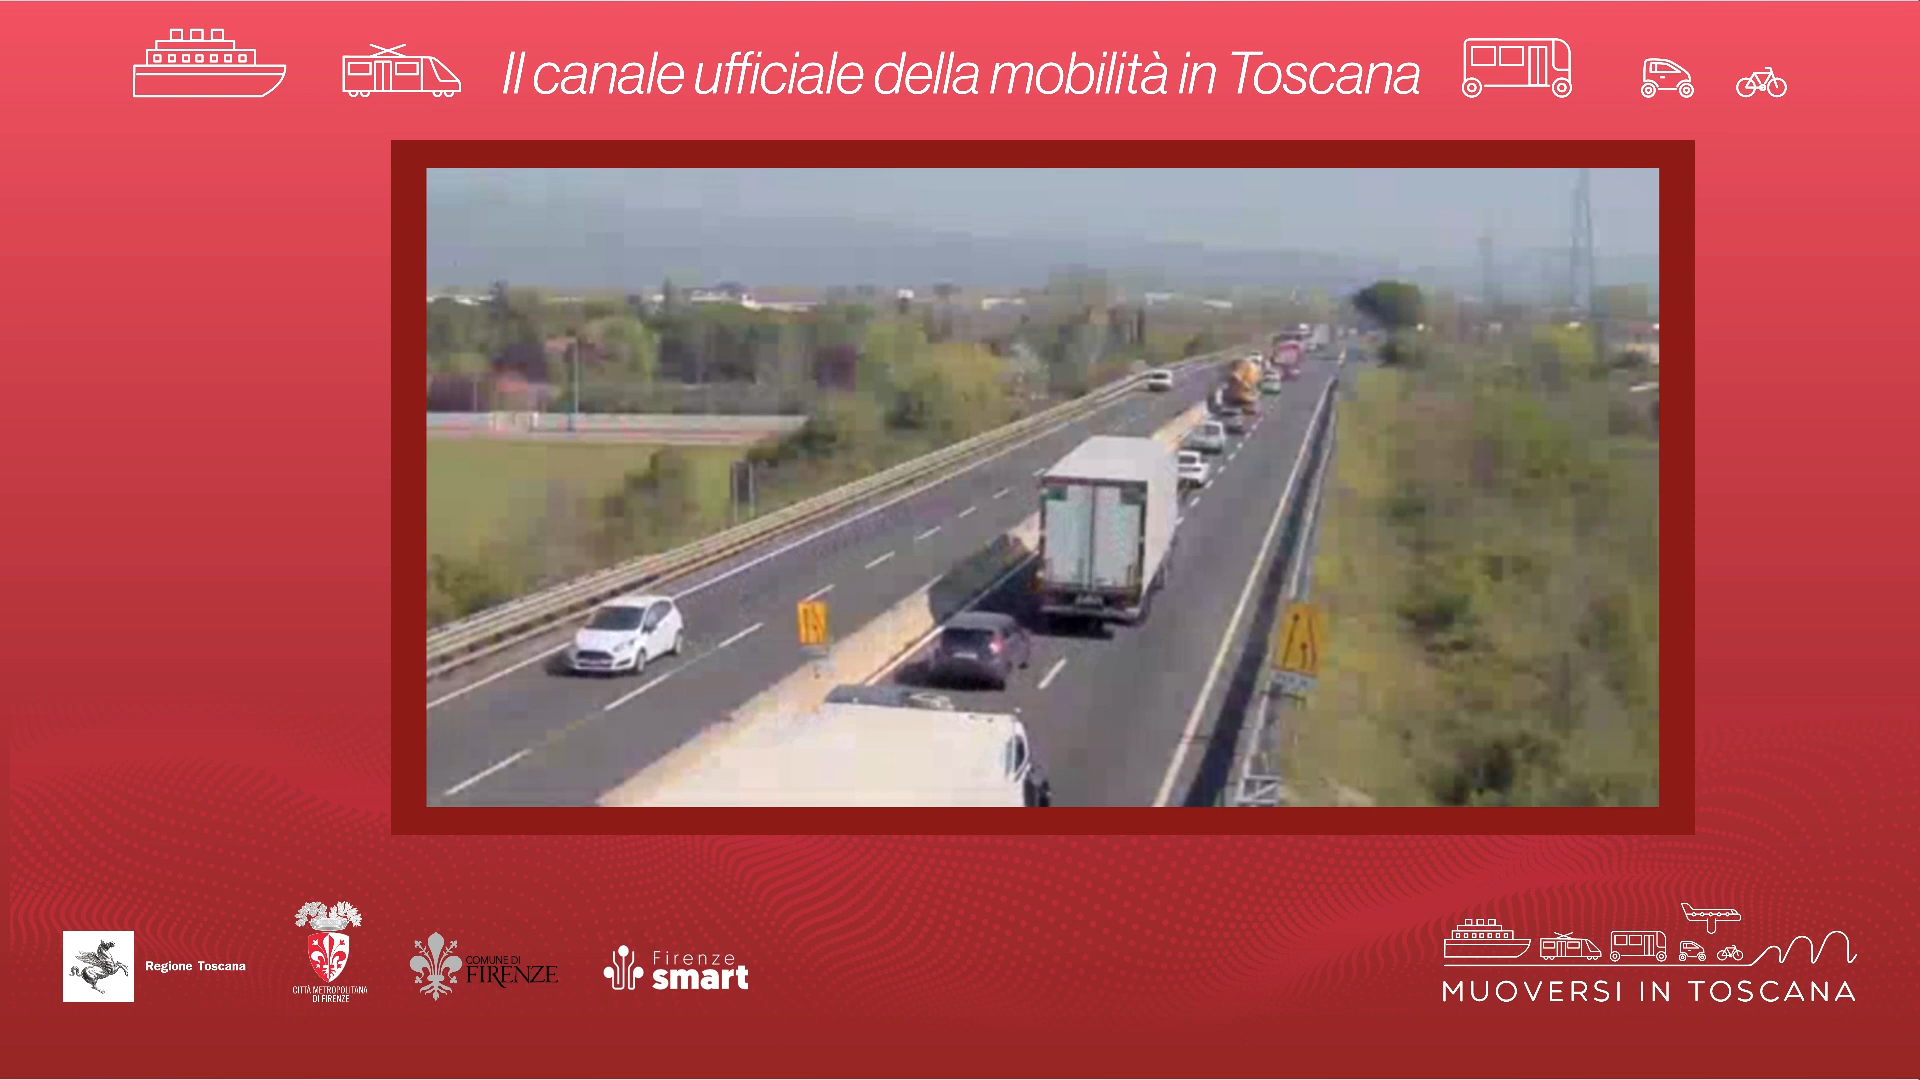 Il canale ufficiale della mobilità in Toscana
Regione Toscana
CITTÀ METROPOLITANA
DI FIRENZE
COMUNE DI
FIRENZE
Firenze
smart
MUOVERSI IN TOSCANA